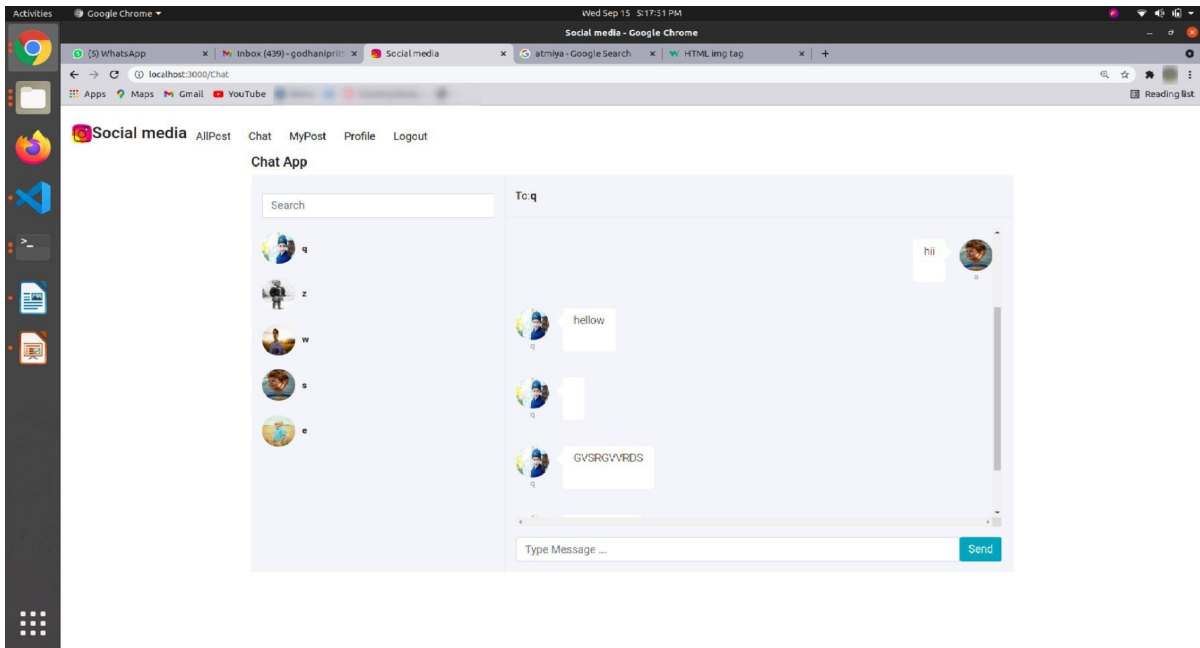 Activities Google Chrome Wed Sep 15 5:17:51 PM
Social media - Google Chrome
(5) WhatsApp Inbox (439) - godhaniprit Social media atmiya - Google Search HTML img tag
localhost:3000/Chat
Apps Maps Gmail YouTube Reading list
Social media AllPost Chat MyPost Profile Logout
Chat App
Search
q
z
w
s
e
To:q
hii
a
hellow
q
q
GVSRGVVRDS
q
Type Message ... Send